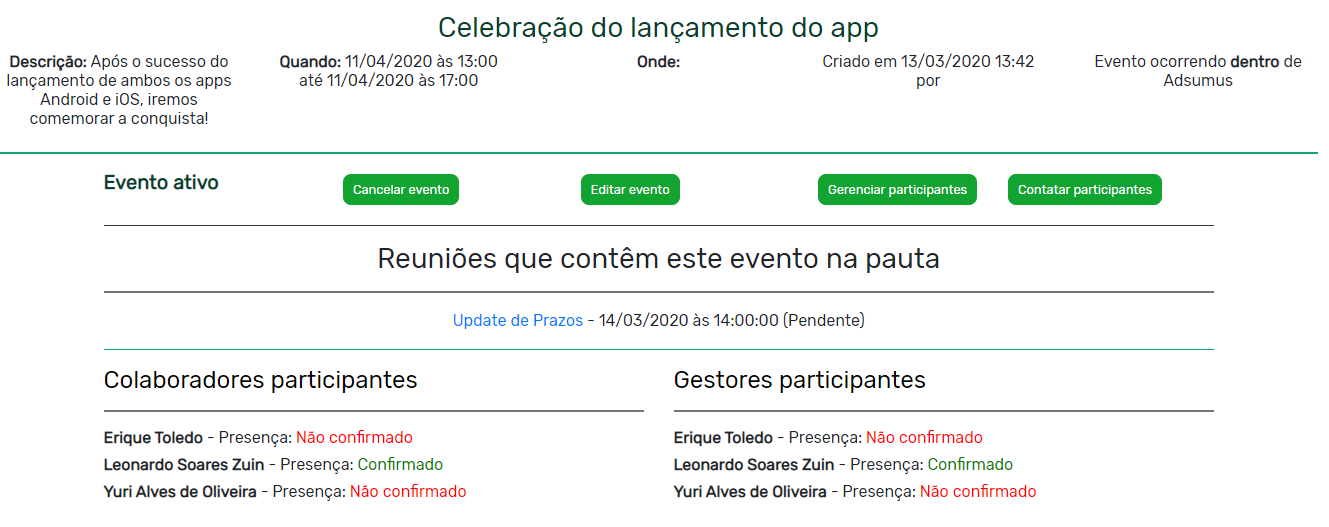 Celebração do lançamento do app
Descrição: Após o sucesso do
lançamento de ambos os apps
Android e iOS, iremos
comemorar a conquista!
Quando: 11/04/2020 às 13:00
até 11/04/2020 às 17:00
Onde:
Criado em 13/03/2020 13:42
por
Evento ocorrendo dentro de
Adsumus
Evento ativo
Cancelar evento
Editar evento
Gerenciar participantes
Contatar participantes
Reuniões que contêm este evento na pauta
Update de Prazos - 14/03/2020 às 14:00:00 (Pendente)
Colaboradores participantes
Erique Toledo - Presença: Não confirmado
Leonardo Soares Zuin - Presença: Confirmado
Yuri Alves de Oliveira - Presença: Não confirmado
Gestores participantes
Erique Toledo - Presença: Não confirmado
Leonardo Soares Zuin - Presença: Confirmado
Yuri Alves de Oliveira - Presença: Não confirmado